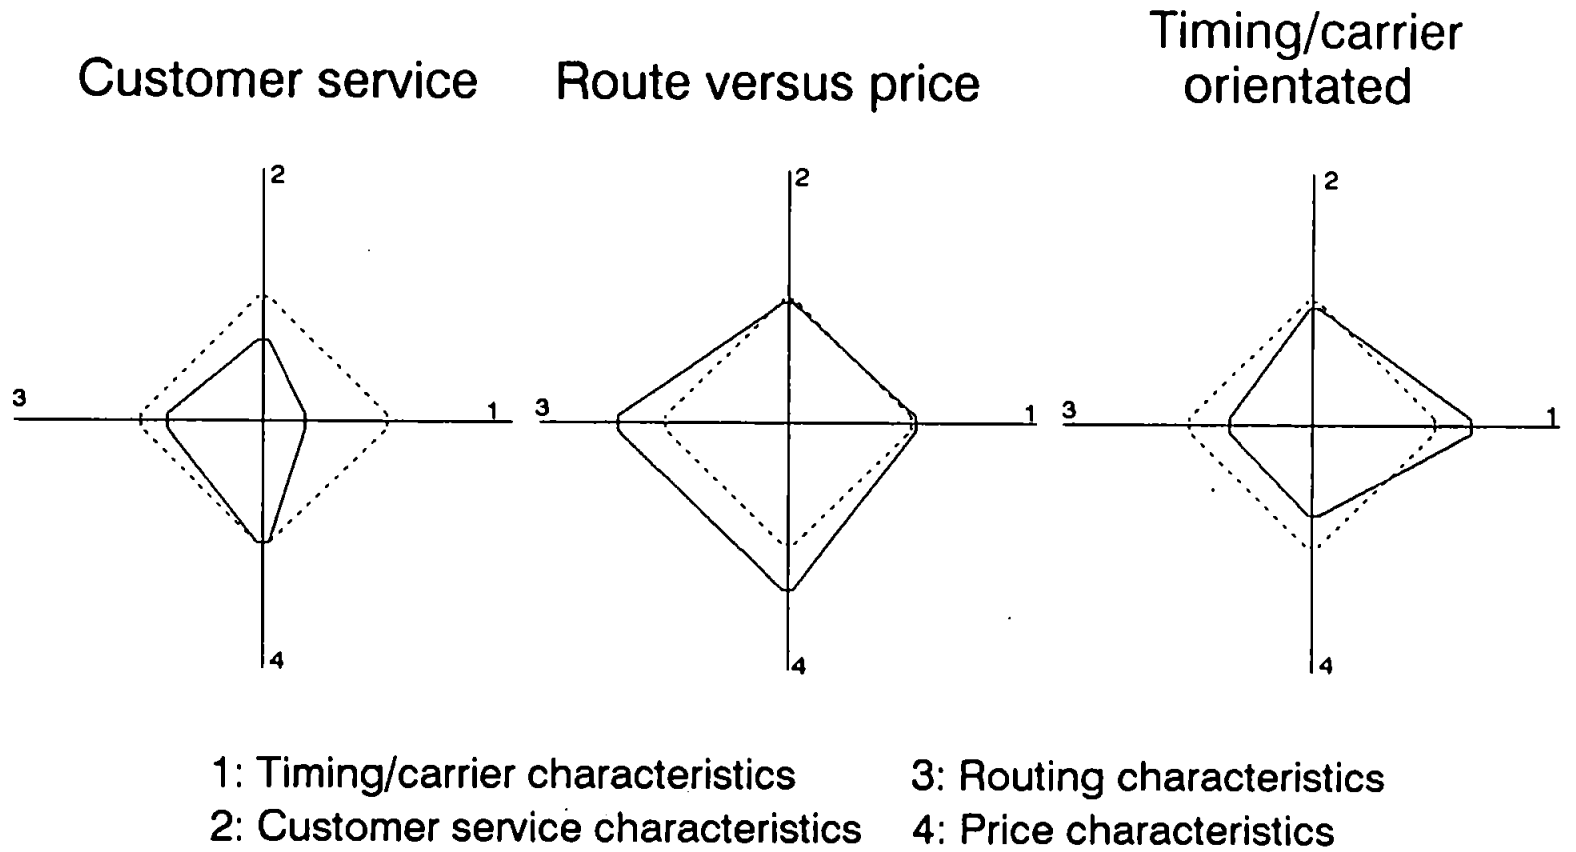 Customer service
Route versus price
Timing/carrier
orientated
2
3
1
4
2
3
1
4
2
3
1
4
1: Timing/carrier characteristics
2: Customer service characteristics
3: Routing characteristics
4: Price characteristics